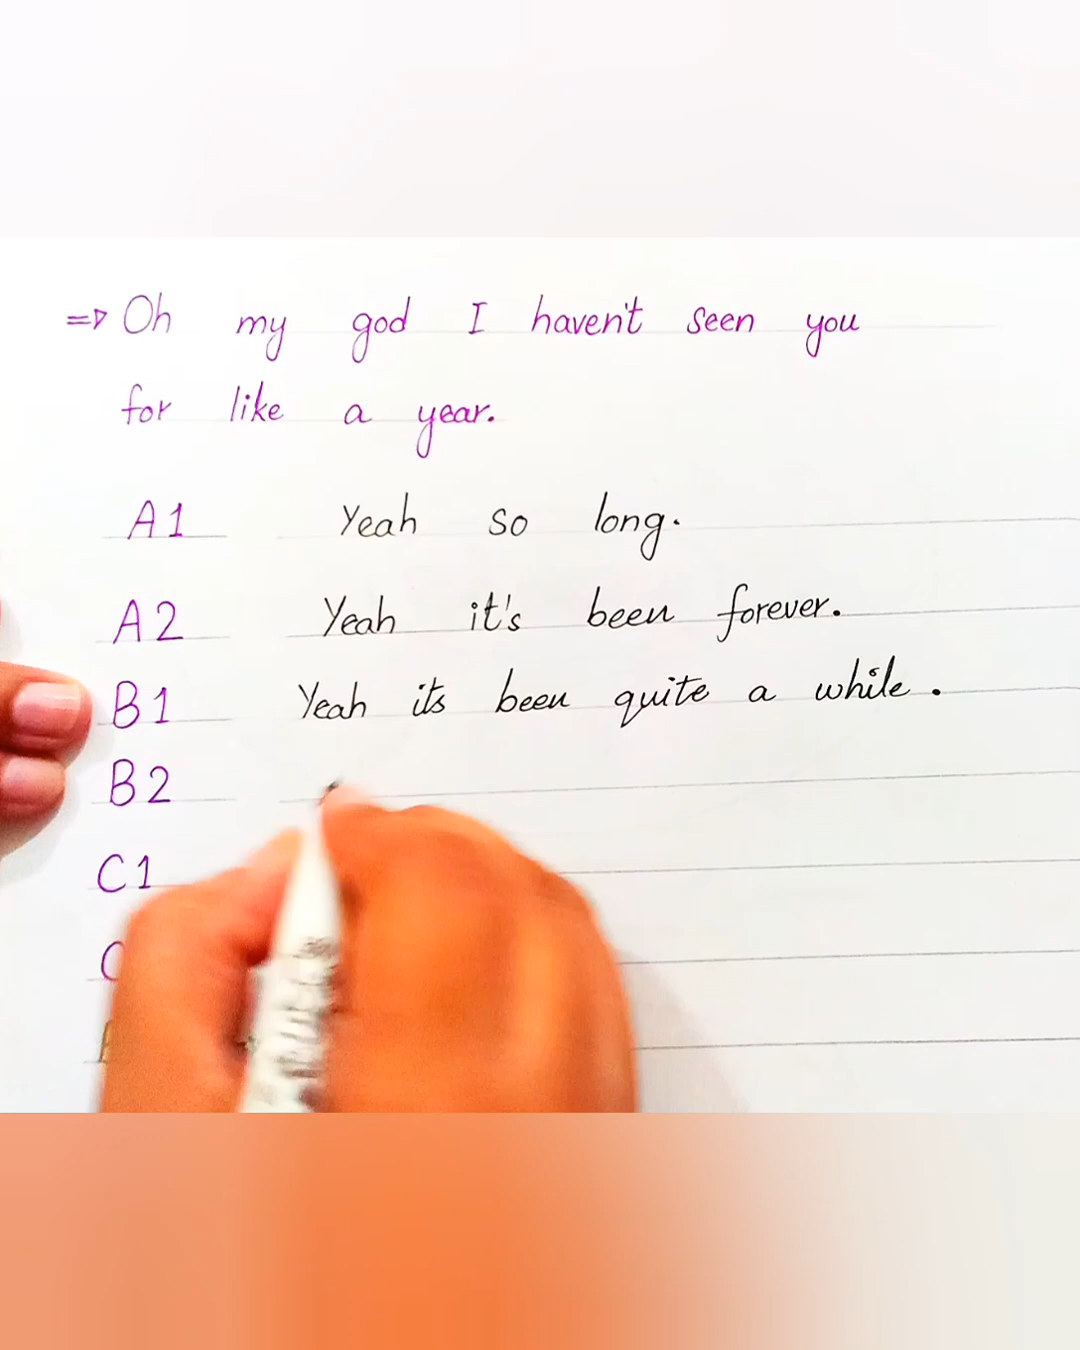 => Oh my god I haven't seen you
for like a year.
A1 Yeah so long.
A2 Yeah it's been forever.
B1 Yeah its been quite a while.
B2
C1